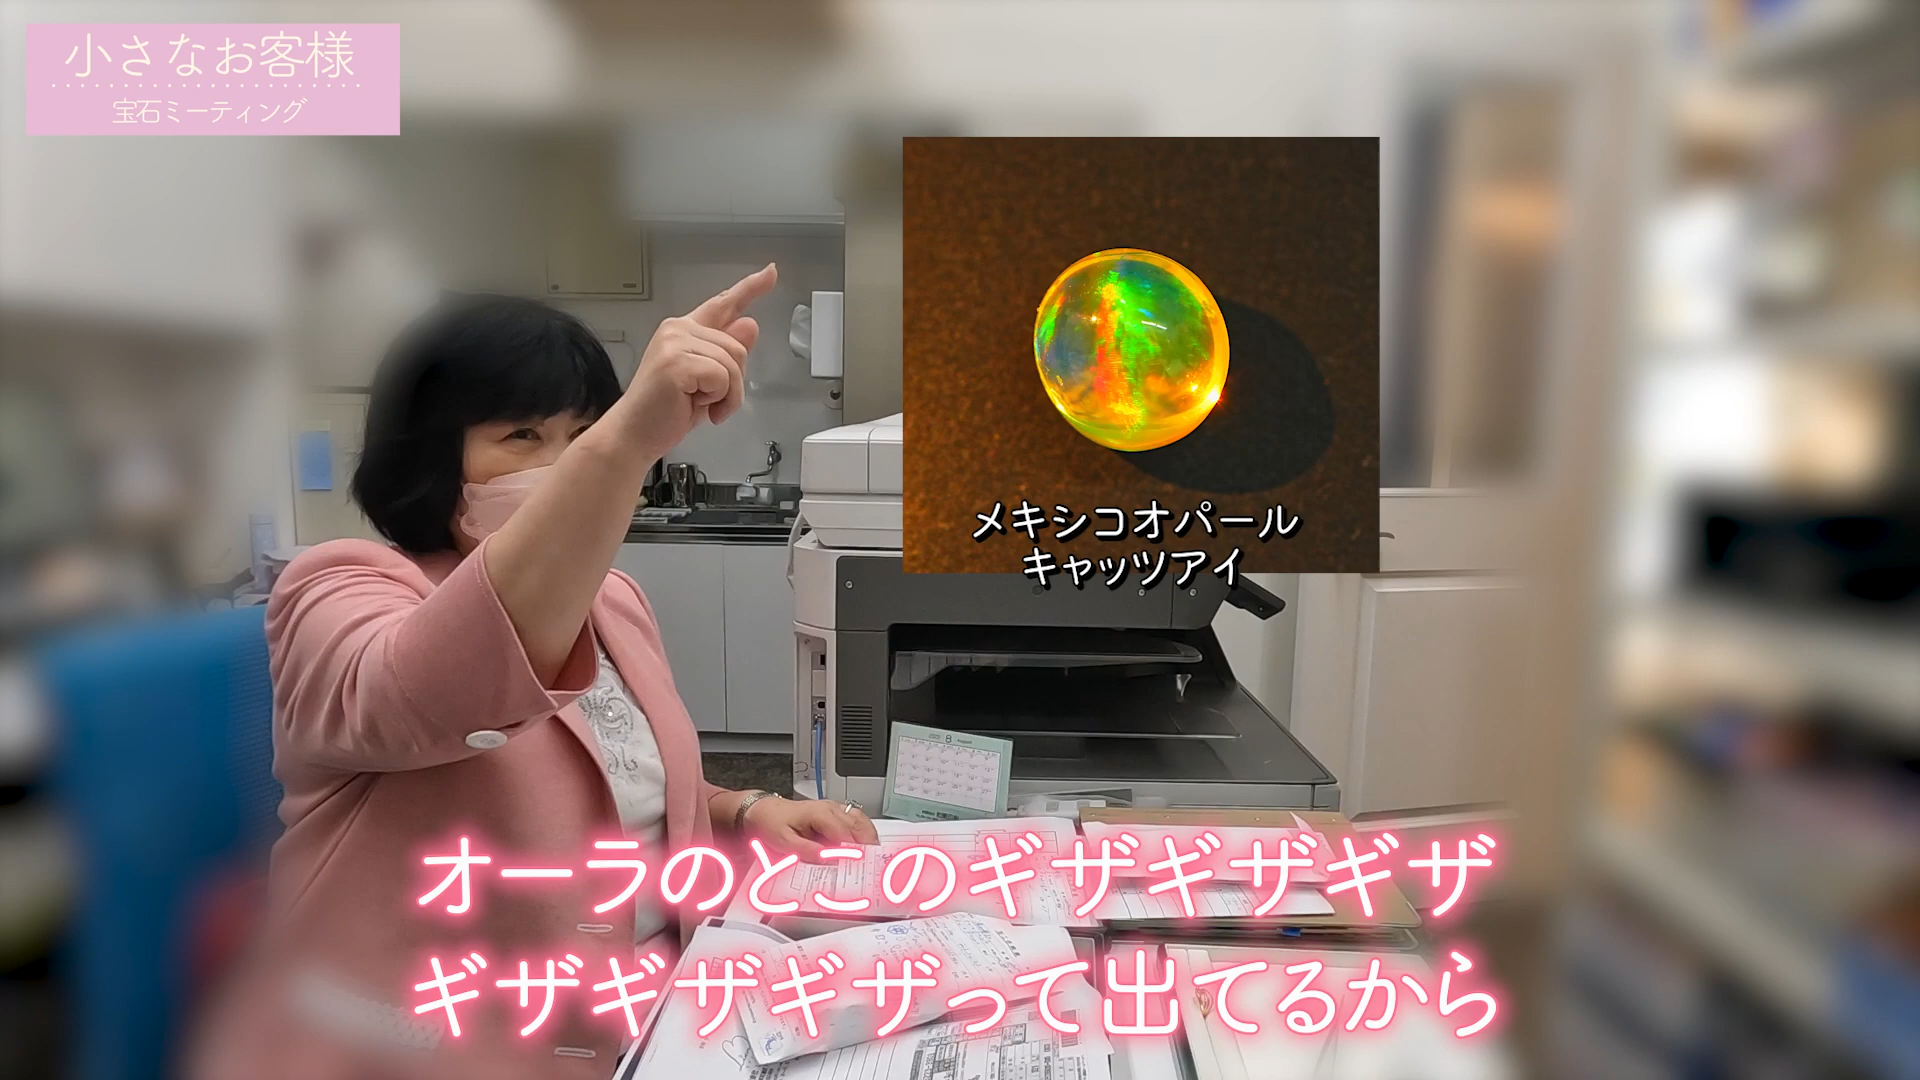 小さなお客様
宝石ミーティング
メキシコオパール
キャッツアイ
オーラのとこのギザギザギザ
ギザギザギザって出てるから